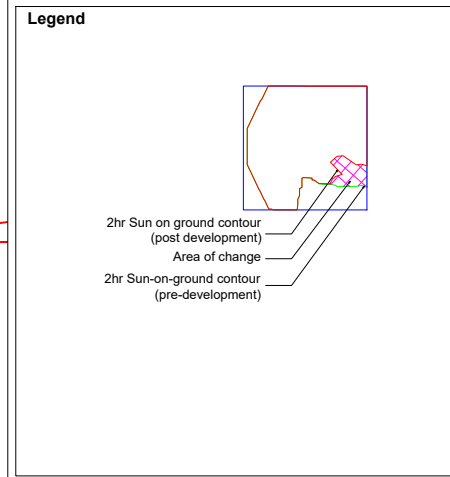 Legend
2hr Sun on ground contour
(post development)
Area of change
2hr Sun-on-ground contour
(pre-development)